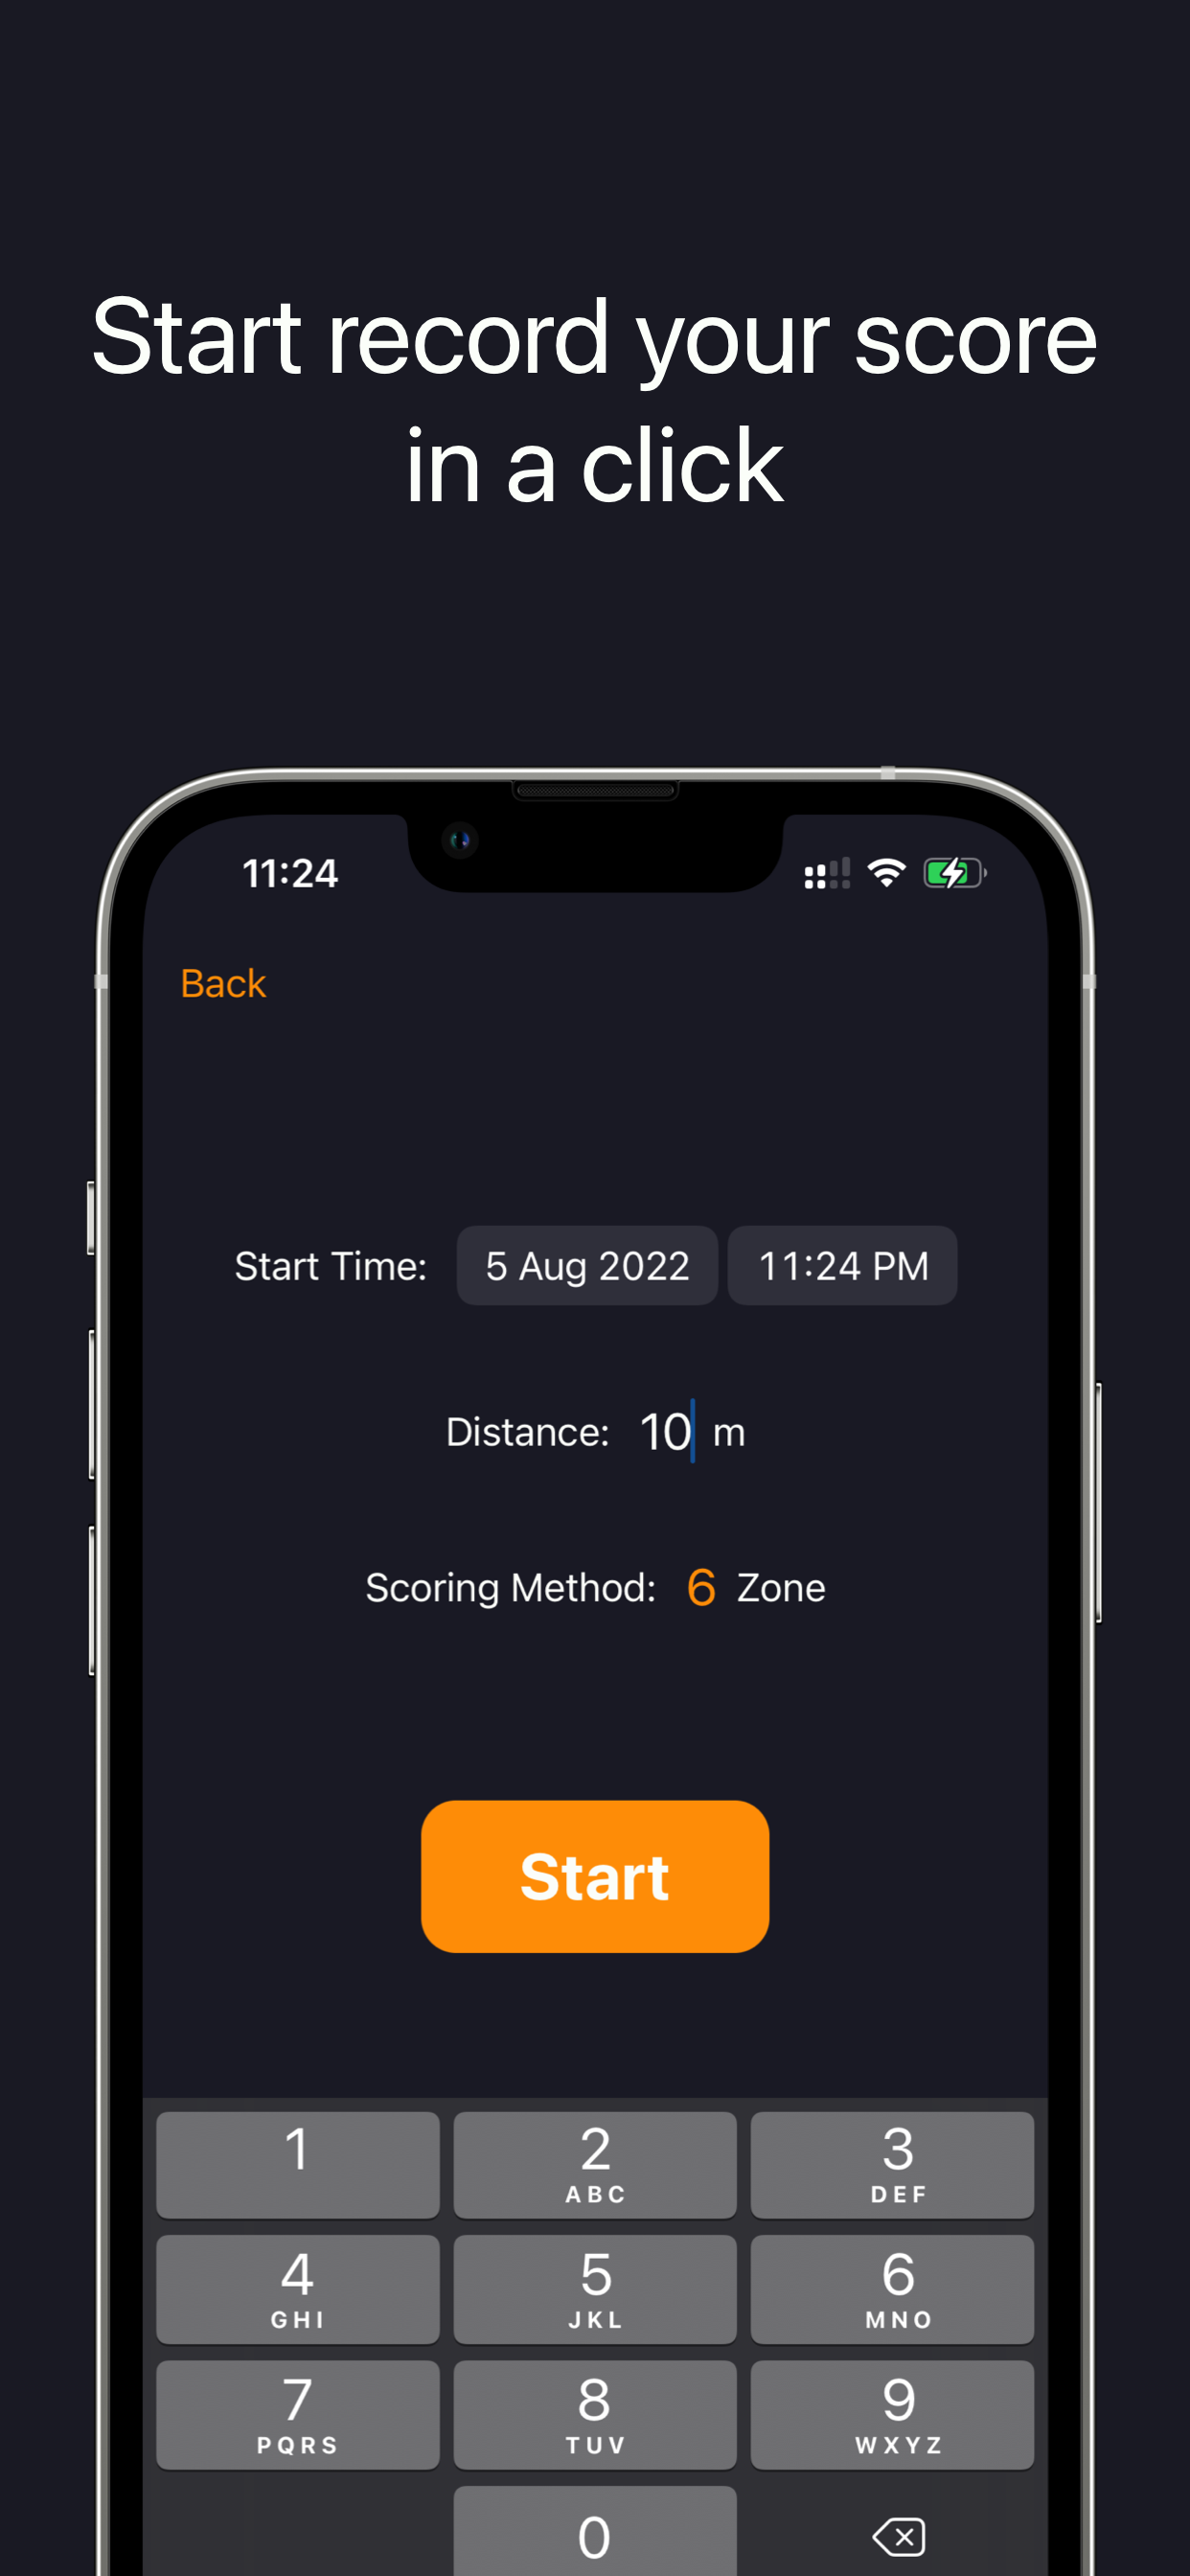 Start record your score
in a click
11:24
Back
Start Time: 5 Aug 2022 11:24 PM
Distance: 10 m
Scoring Method: 6 Zone
Start
1 2 3
ABC DEF
4 5 6
GHI JKL MNO
7 8 9
PQRS TUV WXYZ
0